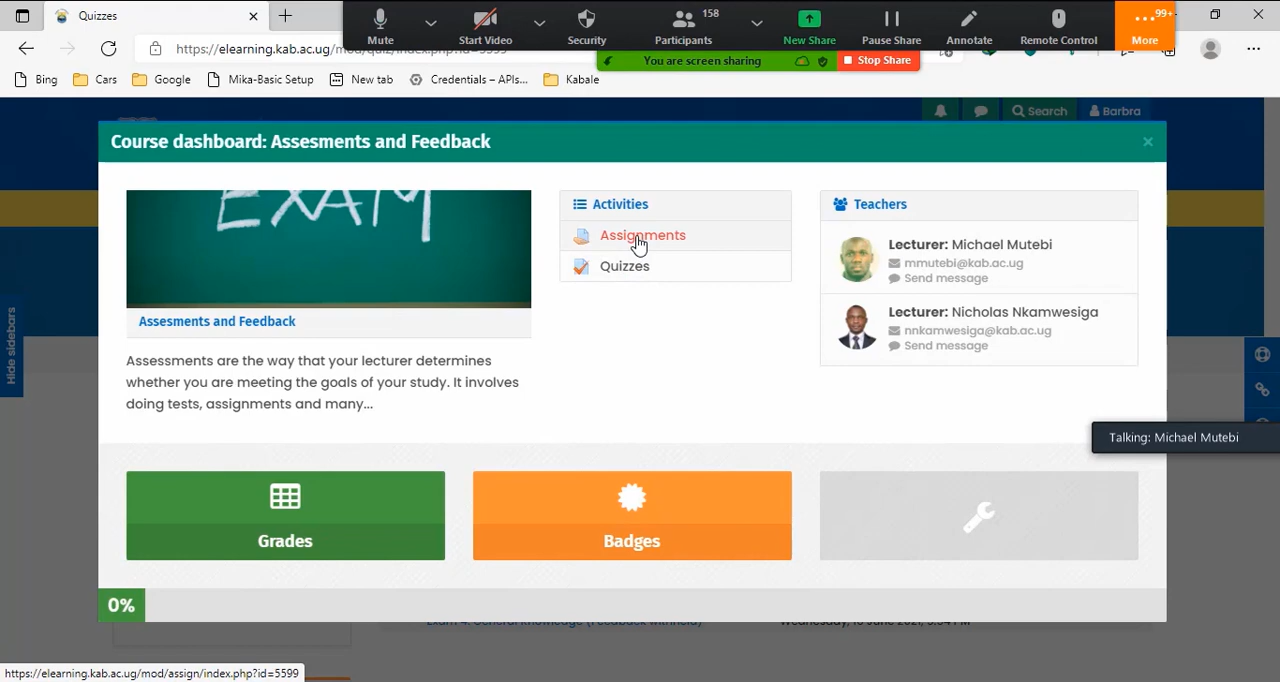 Quizzes
158
99+
Mute
Start Video
Security
Participants
New Share
Pause Share
Annotate
Remote Control
More
https://elearning.kab.ac.ug/
You are screen sharing
Stop Share
Bing
Cars
Google
Mika-Basic Setup
New tab
Credentials – APIs...
Kabale
Search
Barbra
Course dashboard: Assesments and Feedback
EXAM
Assesments and Feedback
Assessments are the way that your lecturer determines
whether you are meeting the goals of your study. It involves
doing tests, assignments and many...
Activities
Assignments
Quizzes
Teachers
Lecturer: Michael Mutebi
mmutebi@kab.ac.ug
Send message
Lecturer: Nicholas Nkamwesiga
nnkamwesiga@kab.ac.ug
Send message
Hide sidebars
Talking: Michael Mutebi
Grades
Badges
0%
https://elearning.kab.ac.ug/mod/assign/index.php?id=5599